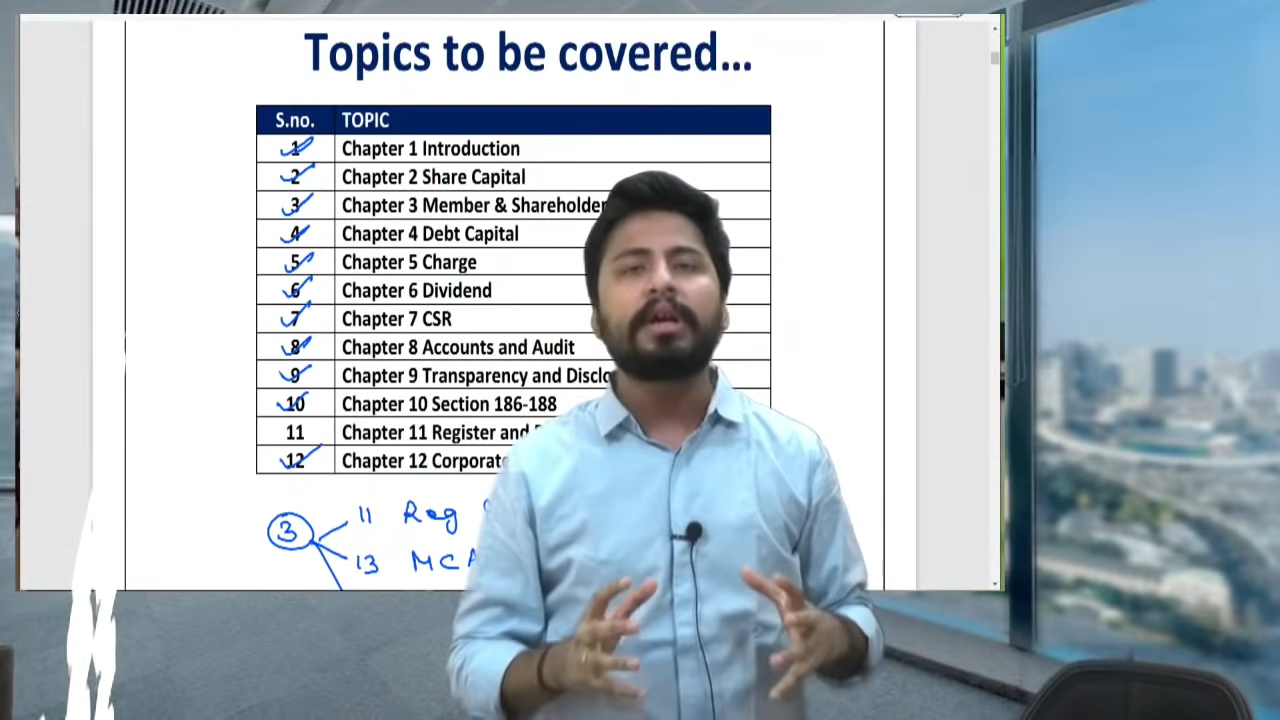 Topics to be covered...
S.no. TOPIC
1 Chapter 1 Introduction
2 Chapter 2 Share Capital
3 Chapter 3 Member & Shareholder
4 Chapter 4 Debt Capital
5 Chapter 5 Charge
6 Chapter 6 Dividend
7 Chapter 7 CSR
8 Chapter 8 Accounts and Audit
9 Chapter 9 Transparency and
10 Chapter 10 Section 186-188
11 Chapter 11 Register and
12 Chapter 12 Corporate
3 11 Reg
13 MCA